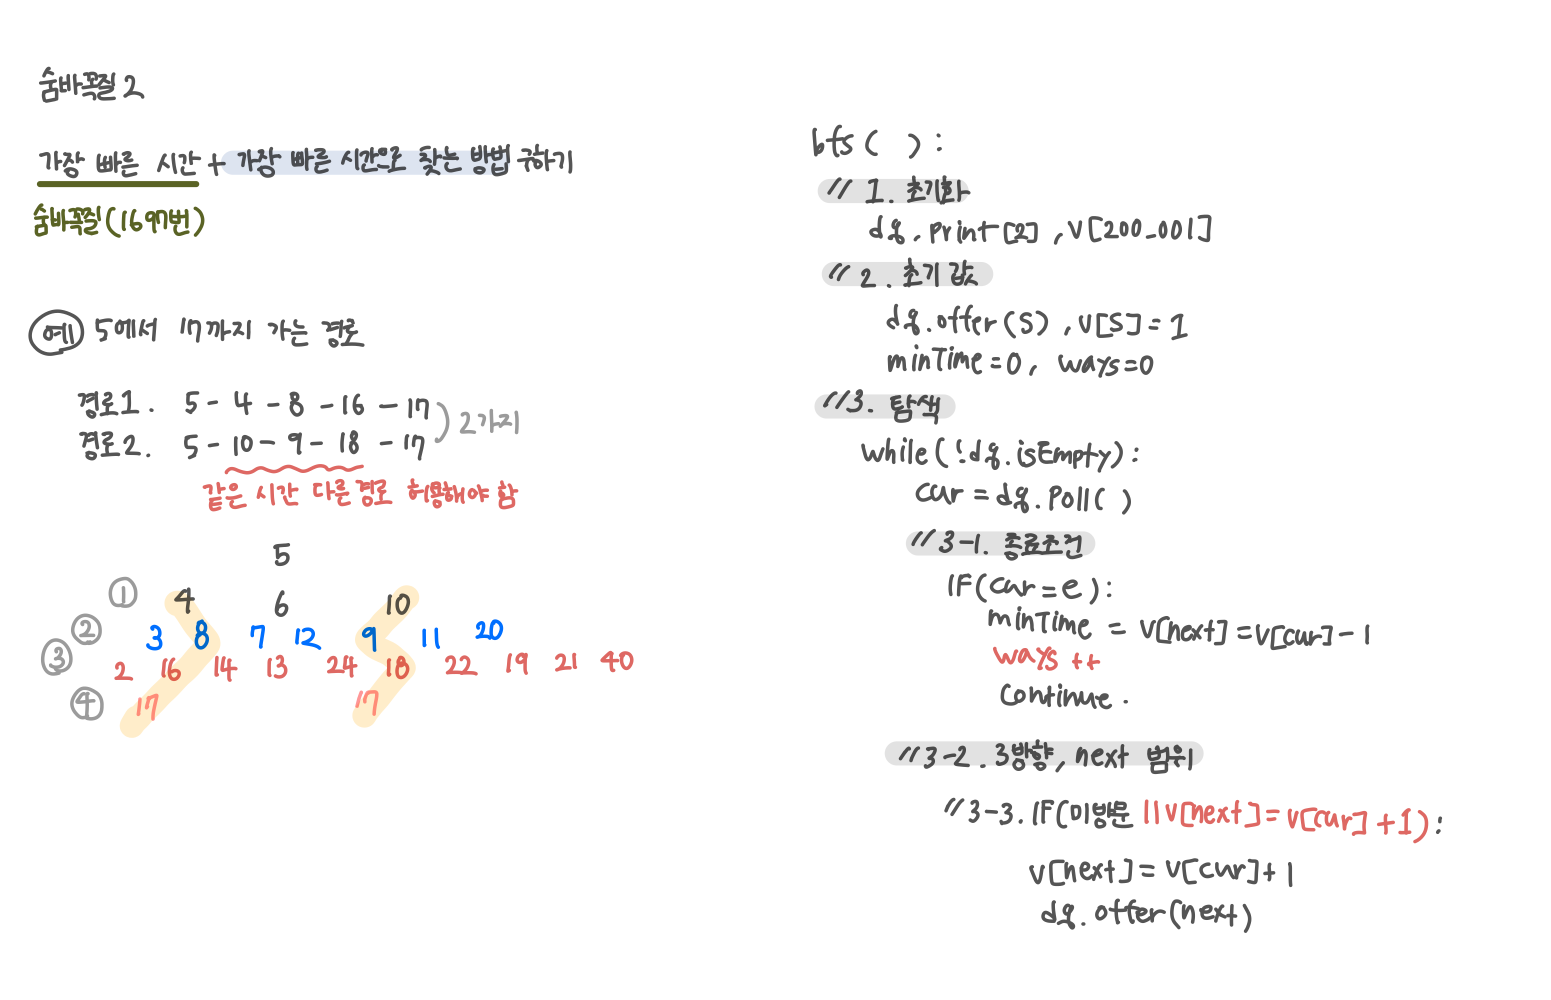 숨바꼭질 2
가장 빠른 시간 + 가장 빠른 시간으로 찾는 방법 구하기
숨바꼭질(1697번)
예 5에서 17까지 가는 경로
경로1. 5 - 4 - 8 - 16 - 17
경로2. 5 - 10 - 9 - 18 - 17
2가지
같은 시간 다른 경로 허용해야 함
5
① 4 6 10
② 3 8 7 12 9 11 20
③ 2 16 14 13 24 18 22 19 21 40
④ 17 17
bfs( ):
// 1. 초기화
dq. print[2], v[200_001]
// 2. 초기 값
dq.offer(S), v[S]=1
minTime=0, ways=0
//3. 탐색
while(!dq.isEmpty):
cur = dq.poll( )
//3-1. 종료조건
IF(cur=e):
minTime = v[next]=v[cur]-1
ways++
continue.
//3-2. 3방향, next 범위
//3-3. IF(미방문 || v[next]=v[cur]+1):
v[next]= v[cur]+1
dq.offer(next)